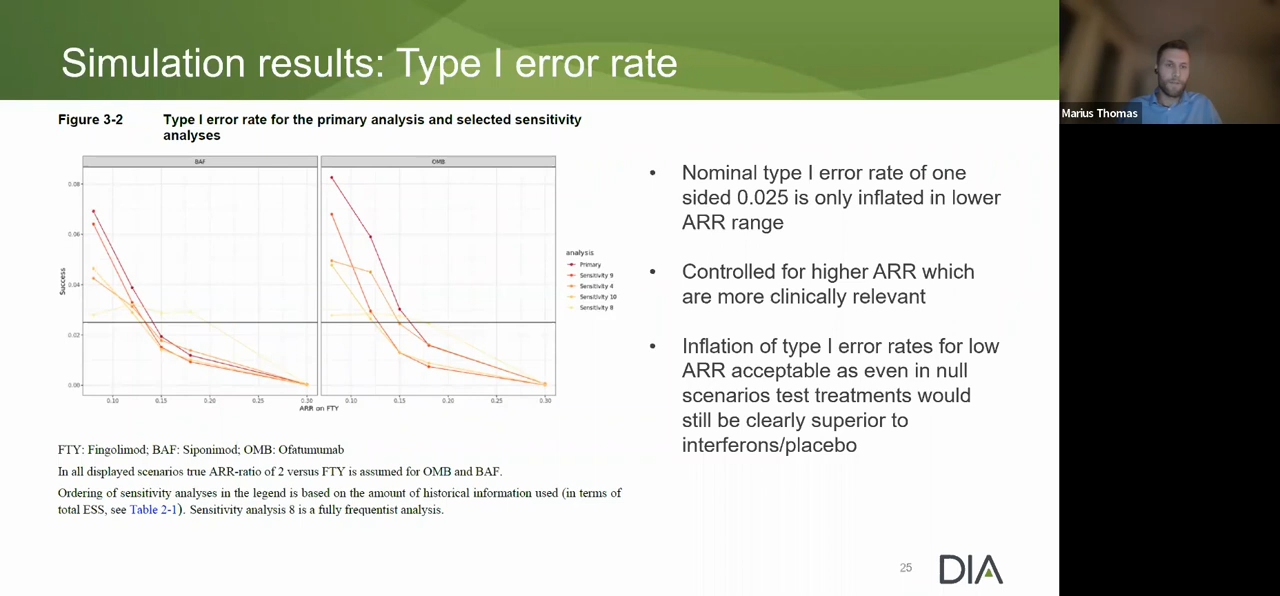 Simulation results: Type I error rate
Marius Thomas
Figure 3-2
Type I error rate for the primary analysis and selected sensitivity
analyses
BAF
OMB
0.08
0.06
0.04
0.02
0.00
Success
0.10
0.15
0.20
0.25
0.30
0.10
0.15
0.20
0.25
0.30
ARR on FTY
analysis
Primary
Sensitivity 9
Sensitivity 4
Sensitivity 10
Sensitivity 8
FTY: Fingolimod; BAF: Siponimod; OMB: Ofatumumab
In all displayed scenarios true ARR-ratio of 2 versus FTY is assumed for OMB and BAF.
Ordering of sensitivity analyses in the legend is based on the amount of historical information used (in terms of
total ESS, see Table 2-1). Sensitivity analysis 8 is a fully frequentist analysis.
• Nominal type I error rate of one
sided 0.025 is only inflated in lower
ARR range
• Controlled for higher ARR which
are more clinically relevant
• Inflation of type I error rates for low
ARR acceptable as even in null
scenarios test treatments would
still be clearly superior to
interferons/placebo
25
DIA